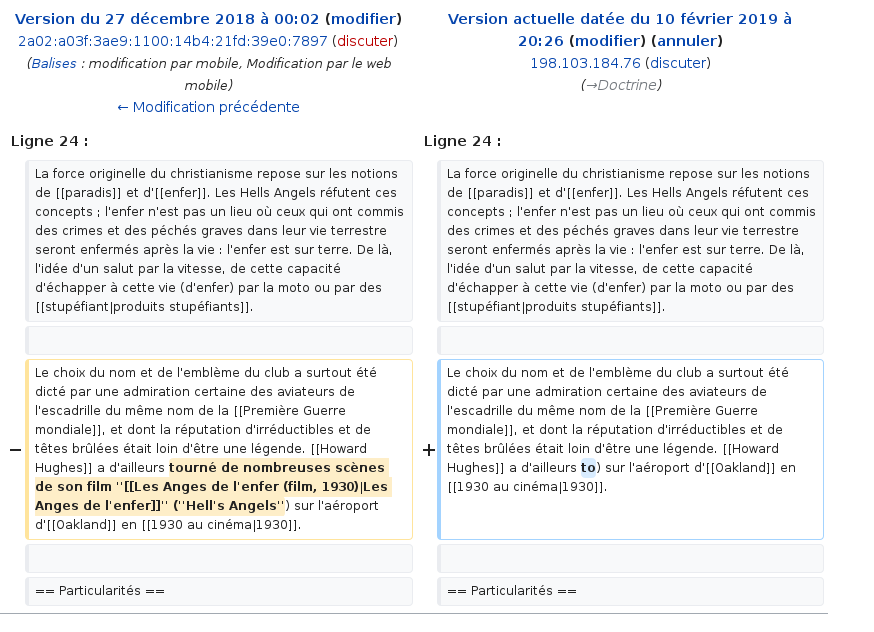 Version du 27 décembre 2018 à 00:02 (modifier)
2a02:a03f:3ae9:1100:14b4:21fd:39e0:7897 (discuter)
(Balises : modification par mobile, Modification par le web
mobile)
← Modification précédente
Version actuelle datée du 10 février 2019 à
20:26 (modifier) (annuler)
198.103.184.76 (discuter)
(→Doctrine)
Ligne 24 :
Ligne 24 :
La force originelle du christianisme repose sur les notions
de [[paradis]] et d'[[enfer]]. Les Hells Angels réfutent ces
concepts ; l'enfer n'est pas un lieu où ceux qui ont commis
des crimes et des péchés graves dans leur vie terrestre
seront enfermés après la vie : l'enfer est sur terre. De là,
l'idée d'un salut par la vitesse, de cette capacité
d'échapper à cette vie (d'enfer) par la moto ou par des
[[stupéfiant|produits stupéfiants]].
La force originelle du christianisme repose sur les notions
de [[paradis]] et d'[[enfer]]. Les Hells Angels réfutent ces
concepts ; l'enfer n'est pas un lieu où ceux qui ont commis
des crimes et des péchés graves dans leur vie terrestre
seront enfermés après la vie : l'enfer est sur terre. De là,
l'idée d'un salut par la vitesse, de cette capacité
d'échapper à cette vie (d'enfer) par la moto ou par des
[[stupéfiant|produits stupéfiants]].
−
Le choix du nom et de l'emblème du club a surtout été
dicté par une admiration certaine des aviateurs de
l'escadrille du même nom de la [[Première Guerre
mondiale]], et dont la réputation d'irréductibles et de
têtes brûlées était loin d'être une légende. [[Howard
Hughes]] a d'ailleurs tourné de nombreuses scènes
de son film ''[[Les Anges de l'enfer (film, 1930)|Les
Anges de l'enfer]]'' (''Hell's Angels'') sur l'aéroport
d'[[Oakland]] en [[1930 au cinéma|1930]].
+
Le choix du nom et de l'emblème du club a surtout été
dicté par une admiration certaine des aviateurs de
l'escadrille du même nom de la [[Première Guerre
mondiale]], et dont la réputation d'irréductibles et de
têtes brûlées était loin d'être une légende. [[Howard
Hughes]] a d'ailleurs to) sur l'aéroport d'[[Oakland]] en
[[1930 au cinéma|1930]].
== Particularités ==
== Particularités ==